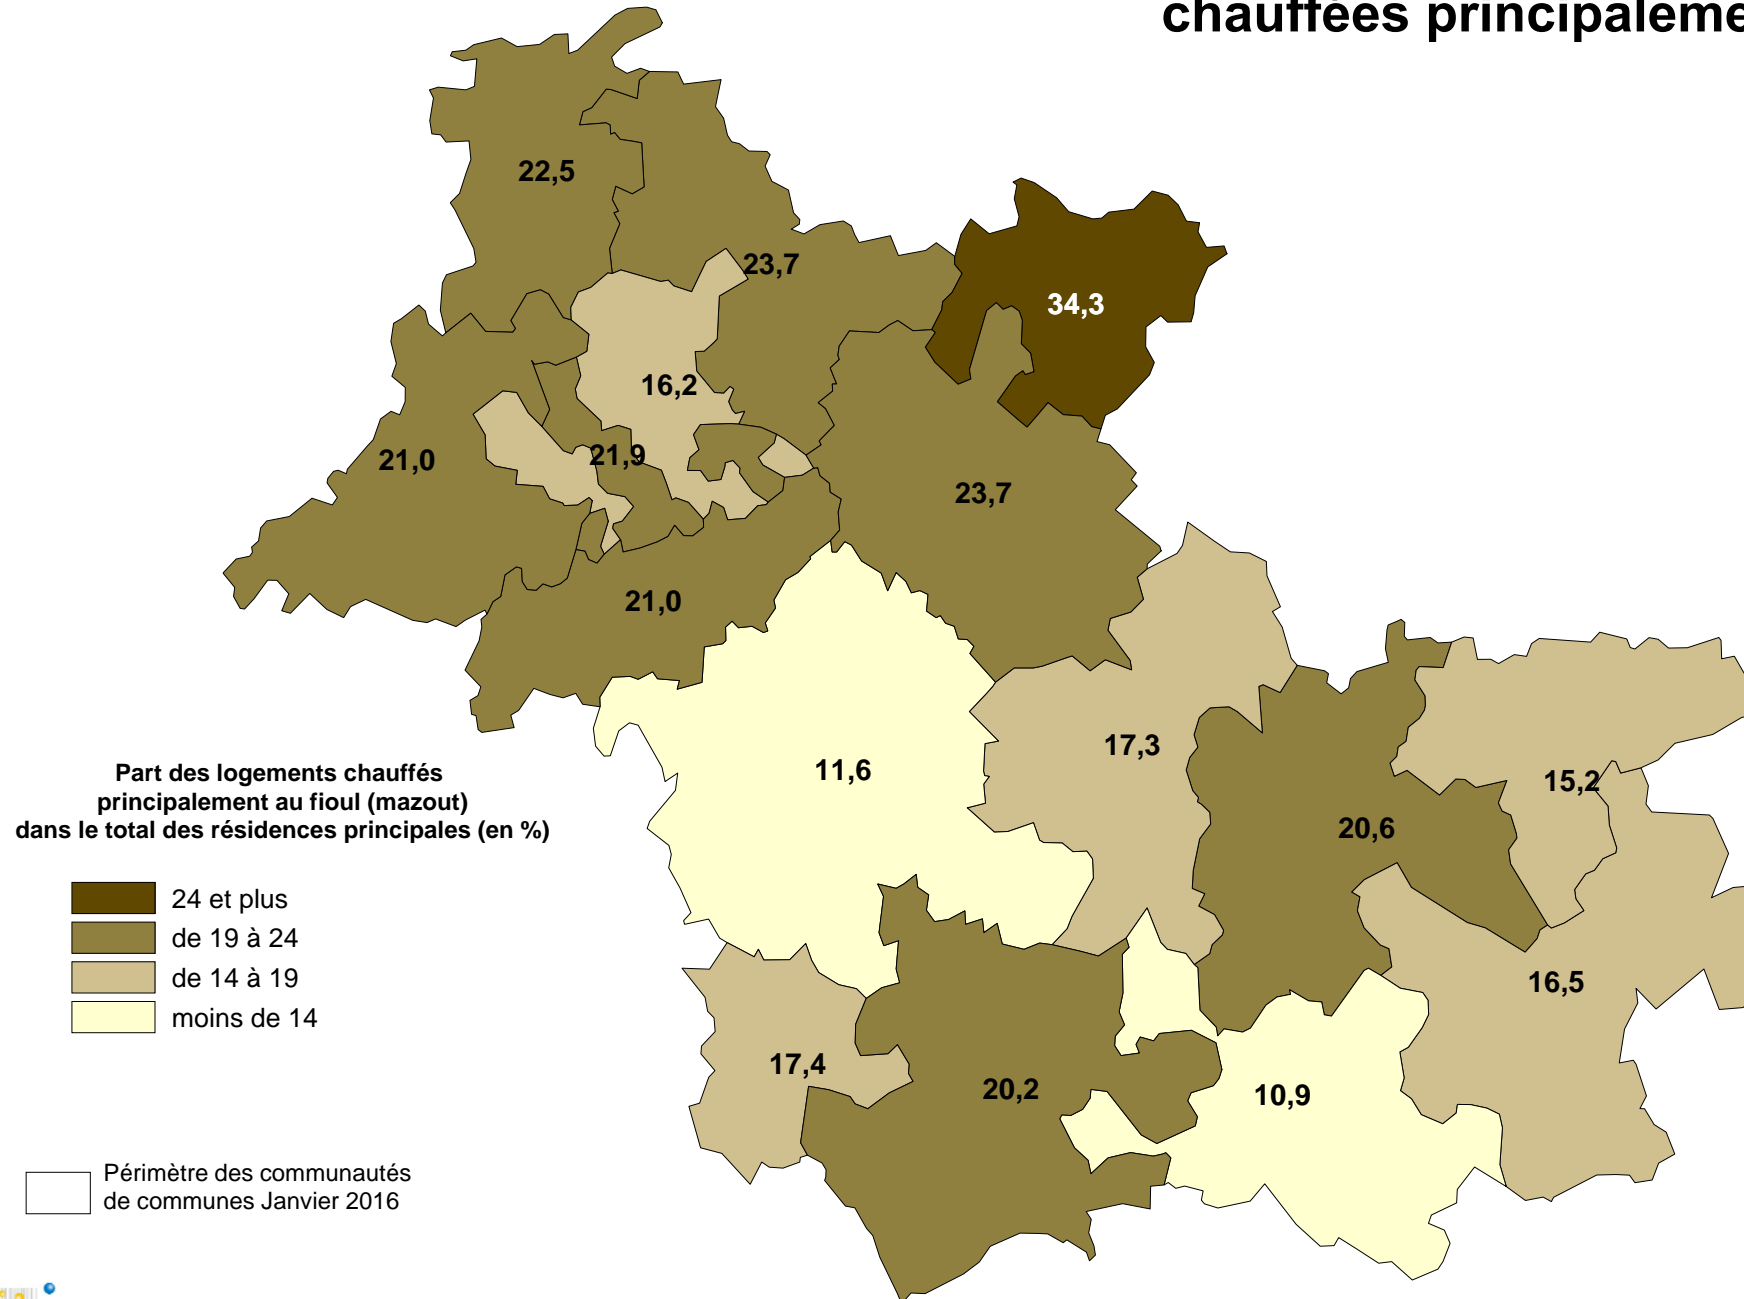 chauffées
22,5
23,7
34,3
16,2
21,0
21,9
23,7
21,0
17,3
11,6
15,2
20,6
16,5
17,4
20,2
10,9
Part des logements chauffés
principalement au fioul (mazout)
dans le total des résidences principales (en %)
24 et plus
de 19 à 24
de 14 à 19
moins de 14
Périmètre des communautés
de communes Janvier 2016